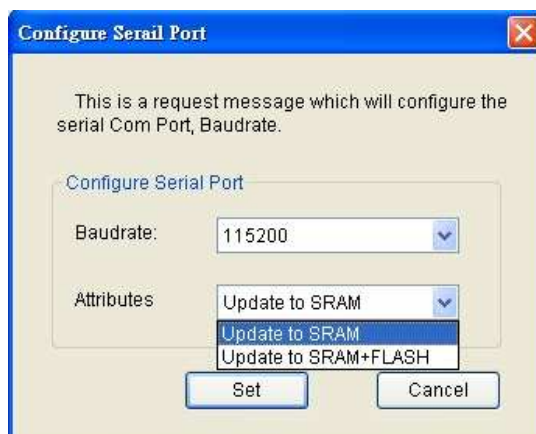 Configure Serail Port
This is a request message which will configure the
serial Com Port, Baudrate.
Configure Serial Port
Baudrate:
115200
Attributes
Update to SRAM
Update to SRAM
Update to SRAM+FLASH
Set
Cancel